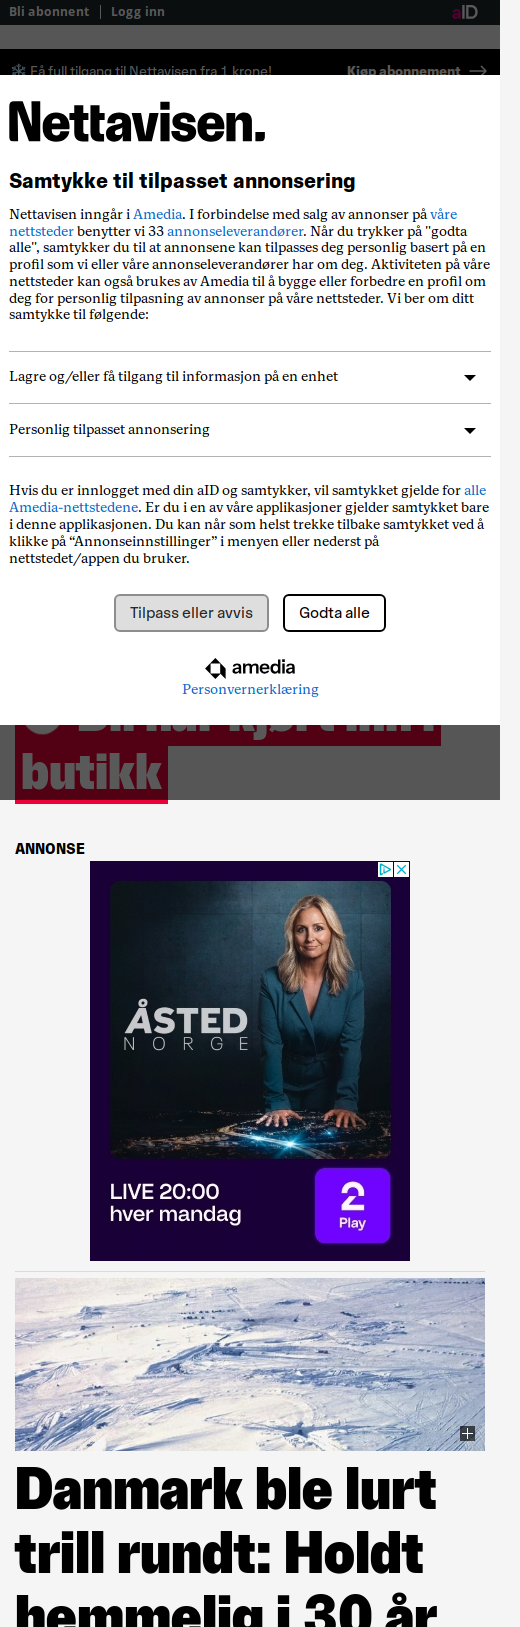 Bli abonnent
Logg inn
aID
Få full tilgang til Nettavisen fra 1 krone!
Kjøp abonnement
Nettavisen.
Samtykke til tilpasset annonsering
Nettavisen inngår i Amedia. I forbindelse med salg av annonser på våre
nettsteder benytter vi 33 annonseleverandører. Når du trykker på "godta
alle", samtykker du til at annonsene kan tilpasses deg personlig basert på en
profil som vi eller våre annonseleverandører har om deg. Aktiviteten på våre
nettsteder kan også brukes av Amedia til å bygge eller forbedre en profil om
deg for personlig tilpasning av annonser på våre nettsteder. Vi ber om ditt
samtykke til følgende:
Lagre og/eller få tilgang til informasjon på en enhet
Personlig tilpasset annonsering
Hvis du er innlogget med din aID og samtykker, vil samtykket gjelde for alle
Amedia-nettstedene. Er du i en av våre applikasjoner gjelder samtykket bare
i denne applikasjonen. Du kan når som helst trekke tilbake samtykket ved å
klikke på “Annonseinnstillinger” i menyen eller nederst på
nettstedet/appen du bruker.
Tilpass eller avvis
Godta alle
amedia
Personvernerklæring
butikk
ANNONSE
ÅSTED
NORGE
LIVE 20:00
hver mandag
2
Play
Danmark ble lurt
trill rundt: Holdt
hemmelig i 30 år